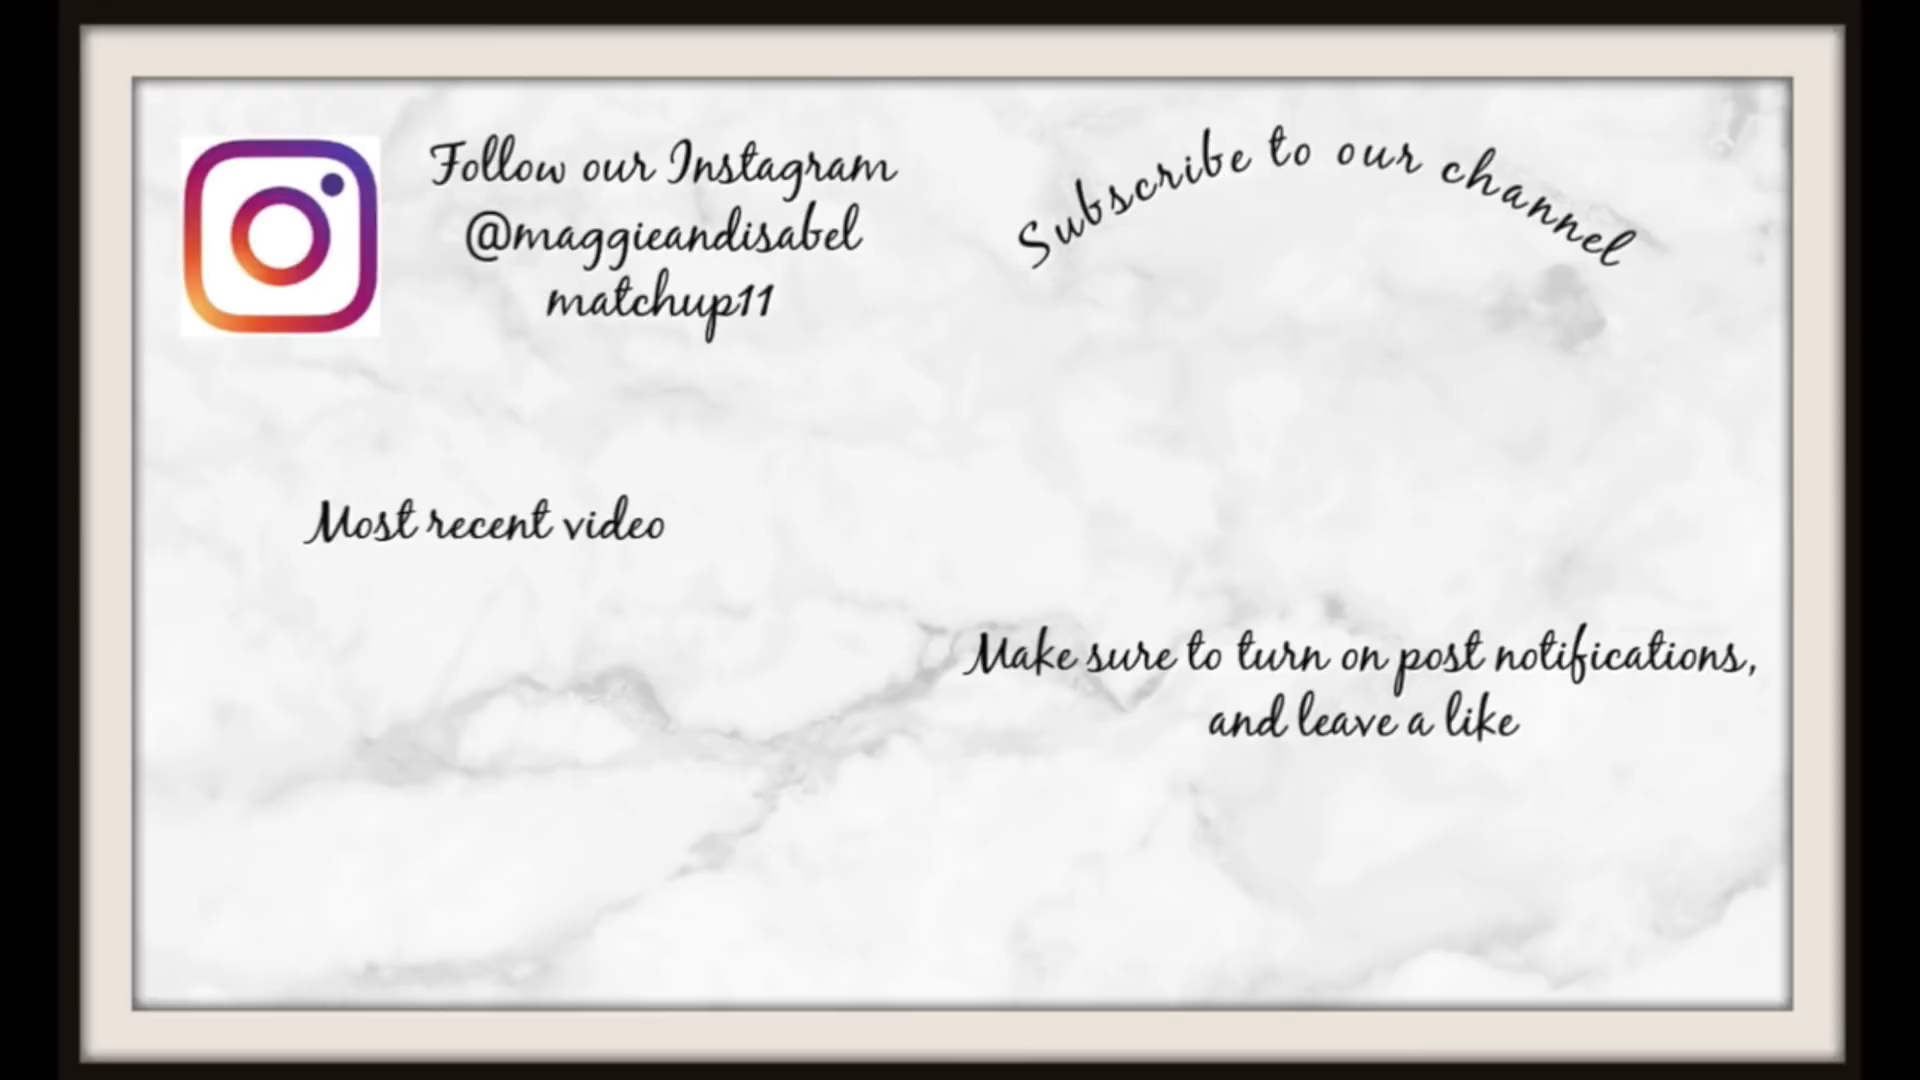 Follow our Instagram
@maggieandisabel
matchup11
Subscribe to our channel
Most recent video
Make sure to turn on post notifications,
and leave a like